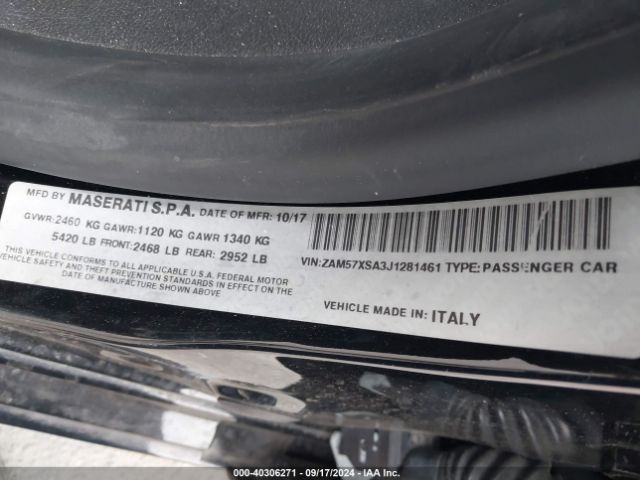 MFD BY MASERATI S.P.A. DATE OF MFR: 10/17
GVWR:2460 KG GAWR:1120 KG GAWR 1340 KG
5420 LB FRONT:2468 LB REAR: 2952 LB
THIS VEHICLE CONFORMS TO ALL APPLICABLE U.S.A. FEDERAL MOTOR
VEHICLE SAFETY AND THEFT PREVENTION STANDARDS IN EFFECT ON THE
DATE OF MANUFACTURE SHOWN ABOVE
VIN:ZAM57XSA3J1281461 TYPE:PASSENGER CAR
VEHICLE MADE IN: ITALY
000-40306271 - 09/17/2024 - IAA Inc.